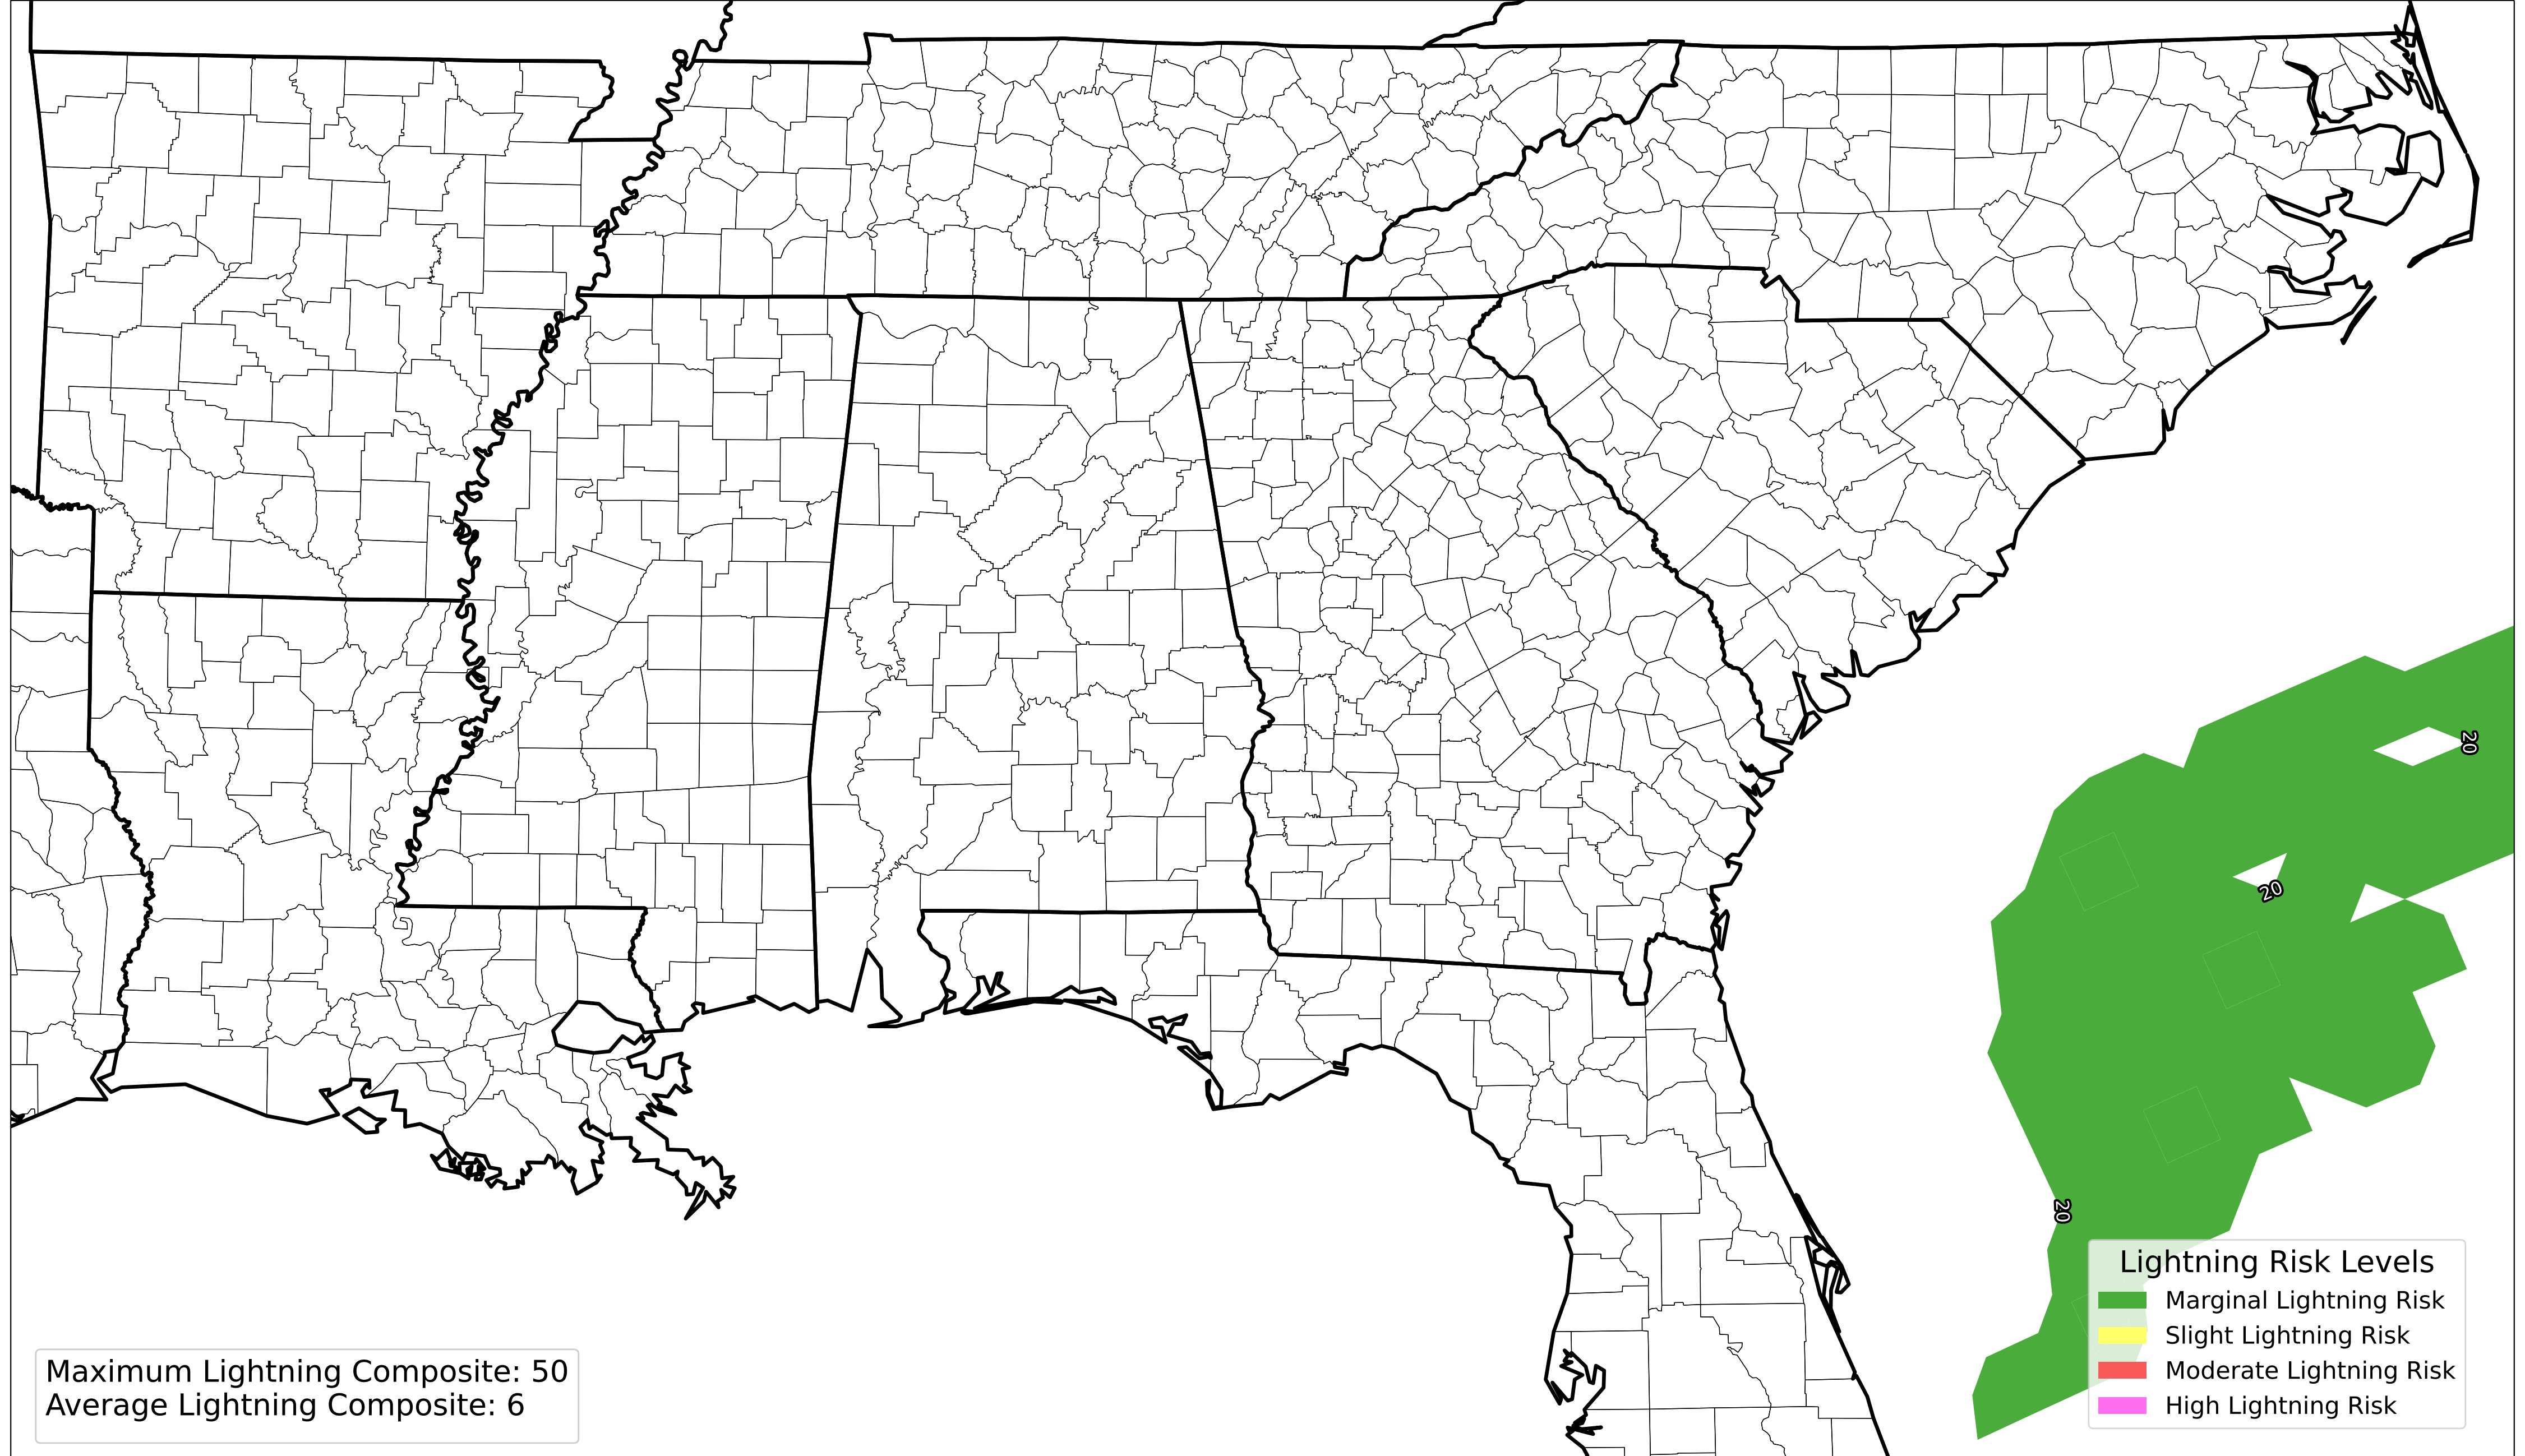 20
20
20
Lightning Risk Levels
Marginal Lightning Risk
Slight Lightning Risk
Moderate Lightning Risk
High Lightning Risk
Maximum Lightning Composite: 50
Average Lightning Composite: 6